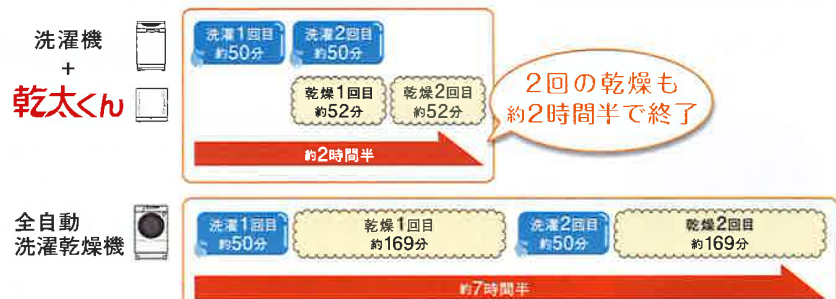 洗濯機
+
乾太くん
洗濯1回目
約50分
洗濯2回目
約50分
乾燥1回目
約52分
乾燥2回目
約52分
約2時間半
2回の乾燥も
約2時間半で終了
全自動
洗濯乾燥機
洗濯1回目
約50分
乾燥1回目
約169分
洗濯2回目
約50分
乾燥2回目
約169分
約7時間半